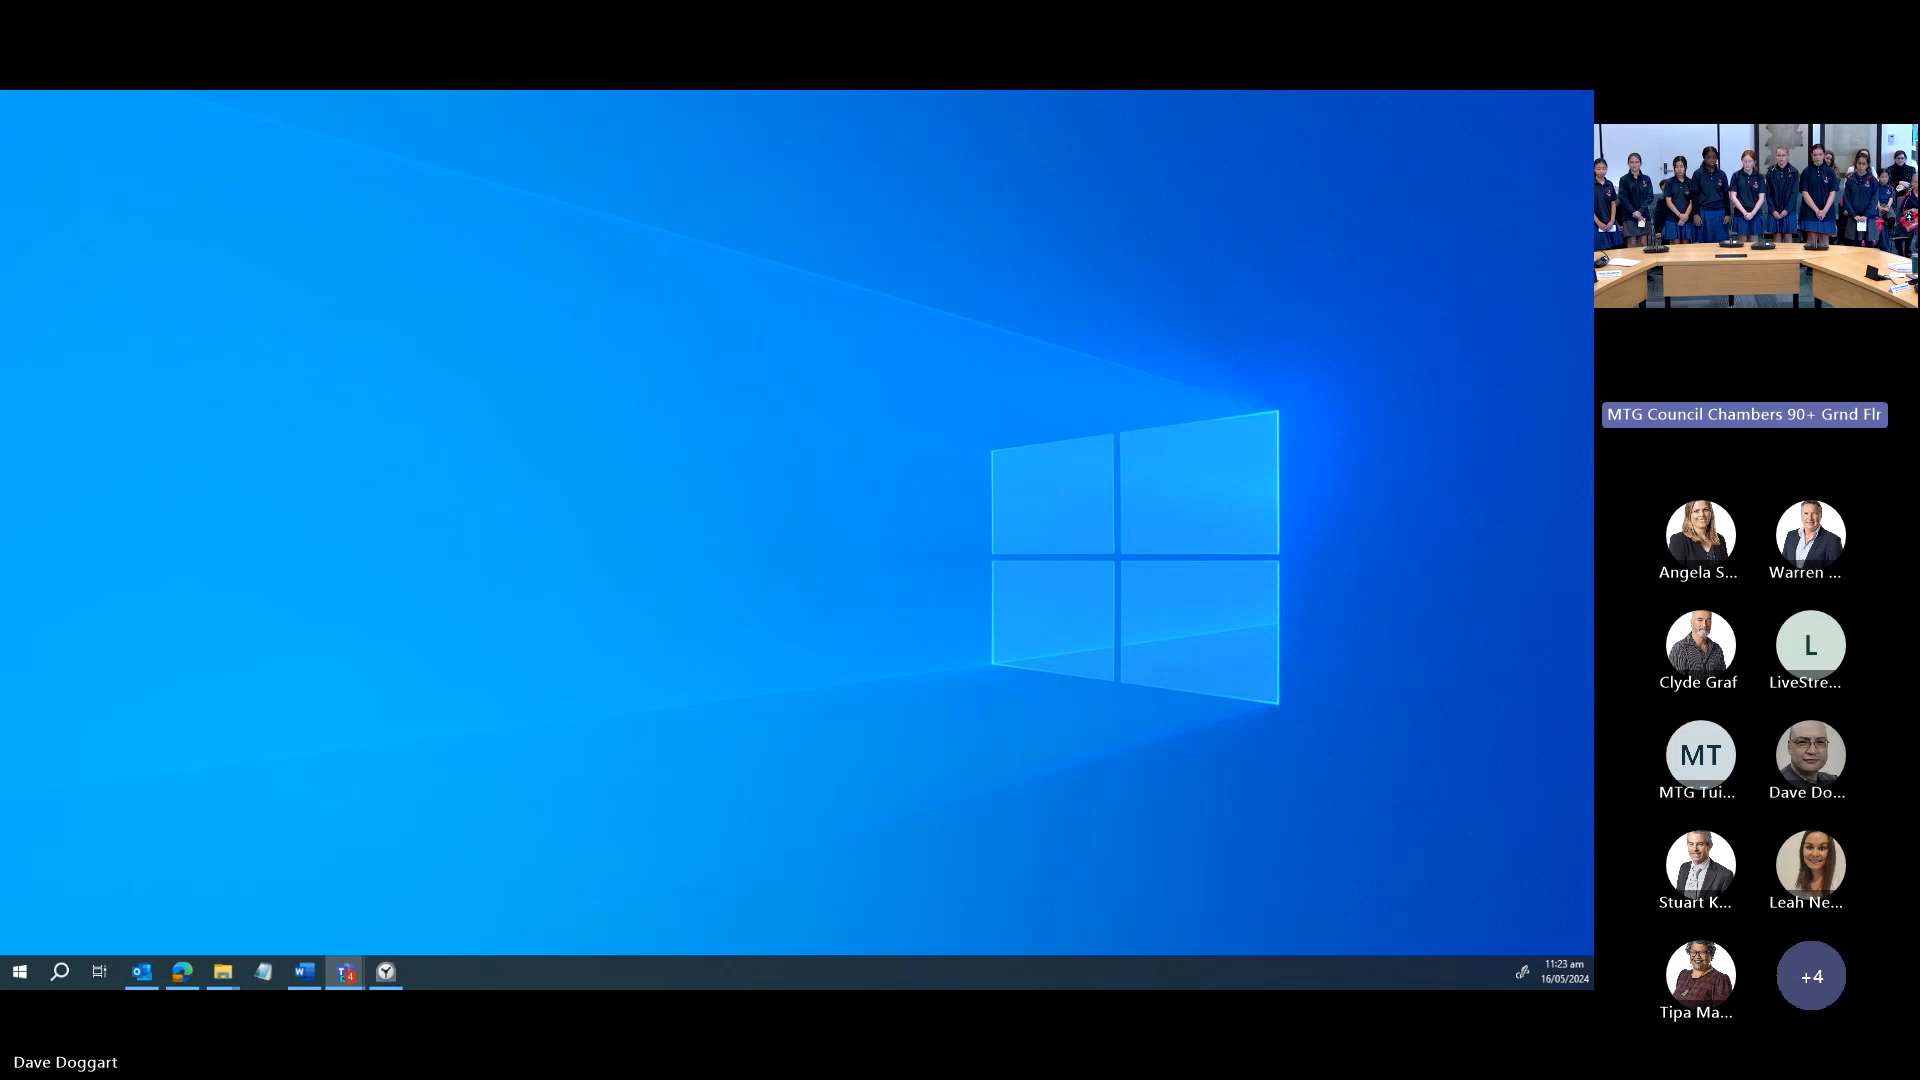 MTG Council Chambers 90+ Grnd Flr
Angela S...
Warren ...
Clyde Graf
L
LiveStre...
MT
MTG Tui...
Dave Do...
Stuart K...
Leah Ne...
Tipa Ma...
+4
4
11:23 am
16/05/2024
Dave Doggart